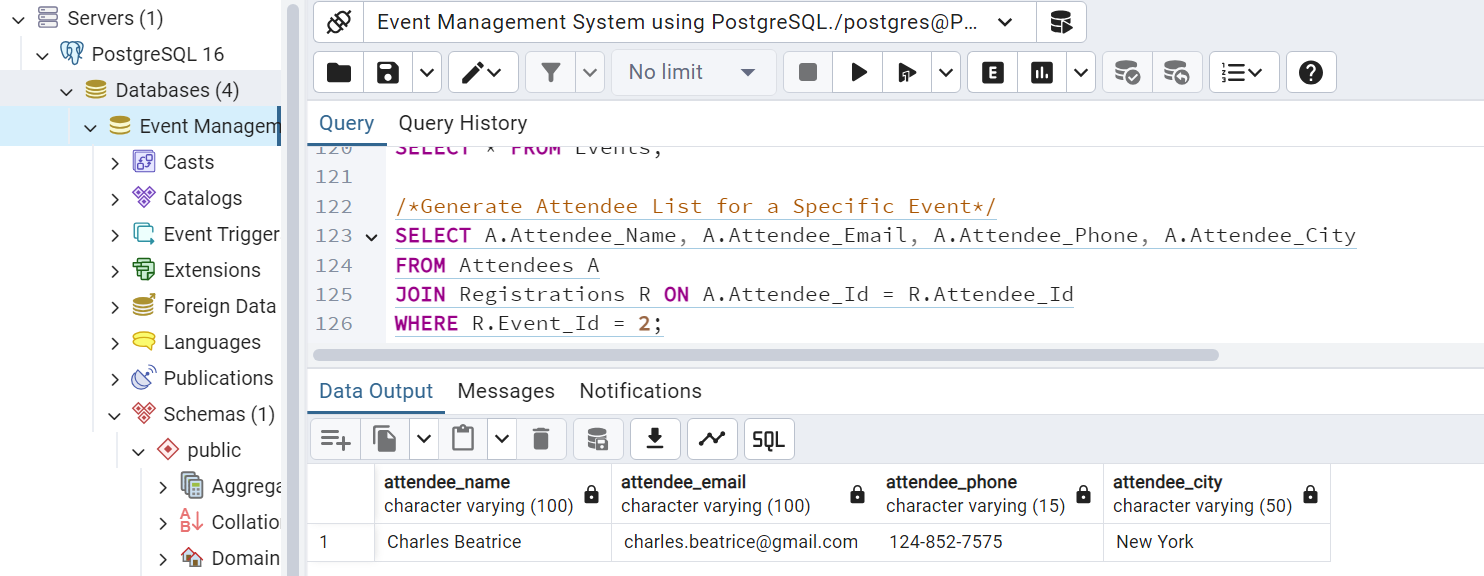 Servers (1)
PostgreSQL 16
Databases (4)
Event Managem
Casts
Catalogs
Event Trigger
Extensions
Foreign Data
Languages
Publications
Schemas (1)
public
Aggrega
Collatio
Domain
Event Management System using PostgreSQL./postgres@P...
No limit
E
Query Query History
120 SELECT * FROM Events;
121
122 /*Generate Attendee List for a Specific Event*/
123 SELECT A.Attendee_Name, A.Attendee_Email, A.Attendee_Phone, A.Attendee_City
124 FROM Attendees A
125 JOIN Registrations R ON A.Attendee_Id = R.Attendee_Id
126 WHERE R.Event_Id = 2;
Data Output Messages Notifications
SQL
attendee_name attendee_email attendee_phone attendee_city
character varying (100) character varying (100) character varying (15) character varying (50)
1 Charles Beatrice charles.beatrice@gmail.com 124-852-7575 New York